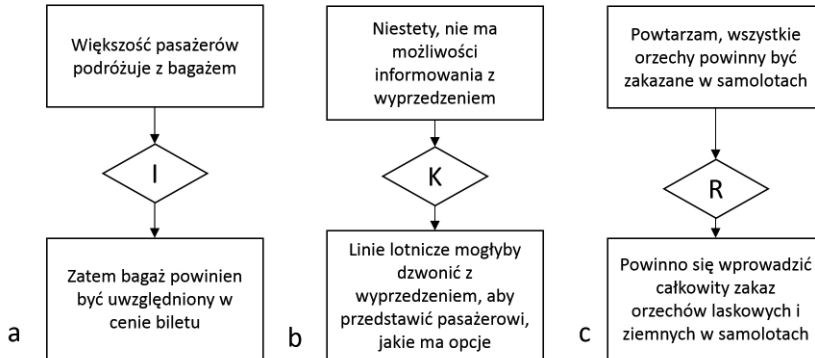 Większość pasażerów
podróżuje z bagażem
I
Zatem bagaż powinien
być uwzględniony w
cenie biletu
a
Niestety, nie ma
możliwości
informowania z
wyprzedzeniem
K
Linie lotnicze mogłyby
dzwonić z
wyprzedzeniem, aby
przedstawić pasażerowi,
jakie ma opcje
b
Powtarzam, wszystkie
orzechy powinny być
zakazane w samolotach
R
Powinno się wprowadzić
całkowity zakaz
orzechów laskowych i
ziemnych w samolotach
c